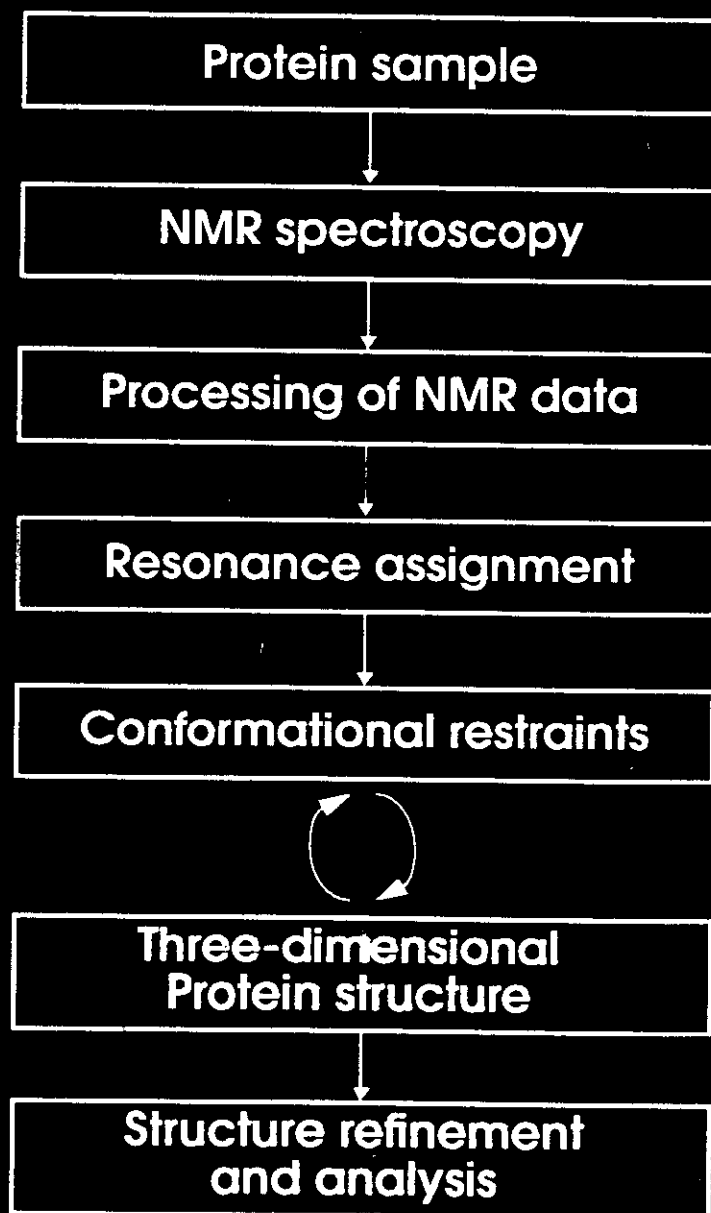 Protein sample
NMR spectroscopy
Processing of NMR data
Resonance assignment
Conformational restraints
Three-dimensional
Protein structure
Structure refinement
and analysis